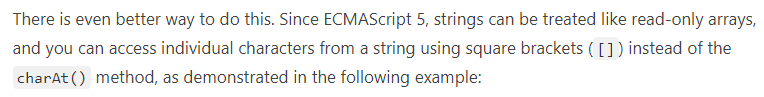 There is even better way to do this. Since ECMAScript 5, strings can be treated like read-only arrays,
and you can access individual characters from a string using square brackets ([]) instead of the
charAt() method, as demonstrated in the following example: